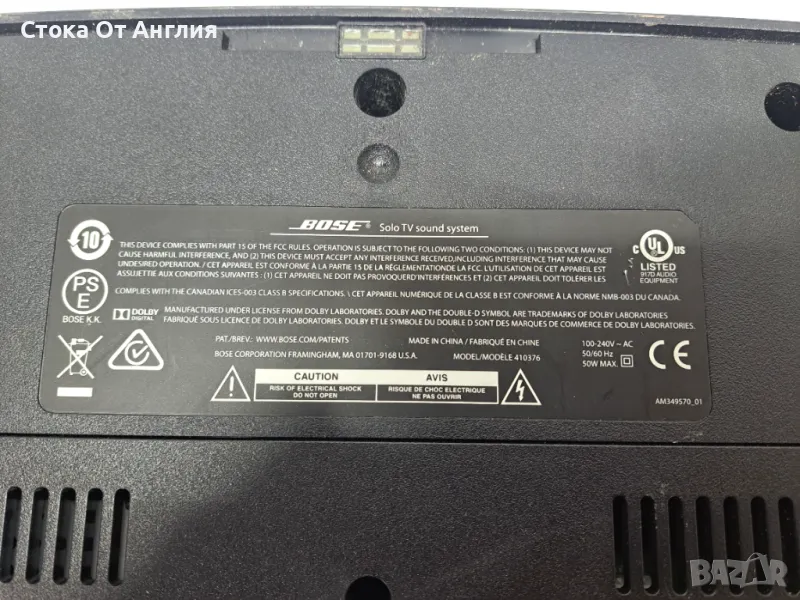 Стока От Англия
BOSE® Solo TV sound system
10
THIS DEVICE COMPLIES WITH PART 15 OF THE FCC RULES. OPERATION IS SUBJECT TO THE FOLLOWING TWO CONDITIONS: (1) THIS DEVICE MAY NOT
CAUSE HARMFUL INTERFERENCE, AND (2) THIS DEVICE MUST ACCEPT ANY INTERFERENCE RECEIVED,INCLUDING INTERFERENCE THAT MAY CAUSE
UNDESIRED OPERATION. / CET APPAREIL EST CONFORME À LA PARTIE 15 DE LA RÉGLEMENTATION DE LA FCC. L'UTILISATION DE CET APPAREIL EST
ASSUJETTIE AUX CONDITIONS SUIVANTES : (1) CET APPAREIL NE DOIT PAS PROVOQUER D'INTERFÉRENCES ET (2) CET APPAREIL DOIT TOLÉRER LES
C UL US
LISTED
917D AUDIO
EQUIPMENT
PS
E
BOSE K.K.
COMPLIES WITH THE CANADIAN ICES-003 CLASS B SPECIFICATIONS. \ CET APPAREIL NUMÉRIQUE DE LA CLASSE B EST CONFORME À LA NORME NMB-003 DU CANADA.
DOLBY
DIGITAL
MANUFACTURED UNDER LICENSE FROM DOLBY LABORATORIES. DOLBY AND THE DOUBLE-D SYMBOL, ARE TRADEMARKS OF DOLBY LABORATORIES
FABRIQUÉ SOUS LICENCE DE DOLBY LABORATORIES. DOLBY ET LE SYMBOLE DU DOUBLE D SONT DES MARQUES DE COMMERCE DE DOLBY LABORATORIES.
PAT./BREV.: WWW.BOSE.COM/PATENTS
BOSE CORPORATION FRAMINGHAM, MA 01701-9168 U.S.A.
MADE IN CHINA / FABRIQUÉ EN CHINE
MODEL/MODÈLE 410376
100-240V ~ AC
50/60 Hz
50W MAX.
CE
CAUTION
RISK OF ELECTRICAL SHOCK
DO NOT OPEN
AVIS
RISQUE DE CHOC ELECTRIQUE
NE PAS OUVRIR
AM349570_01
BAZAR